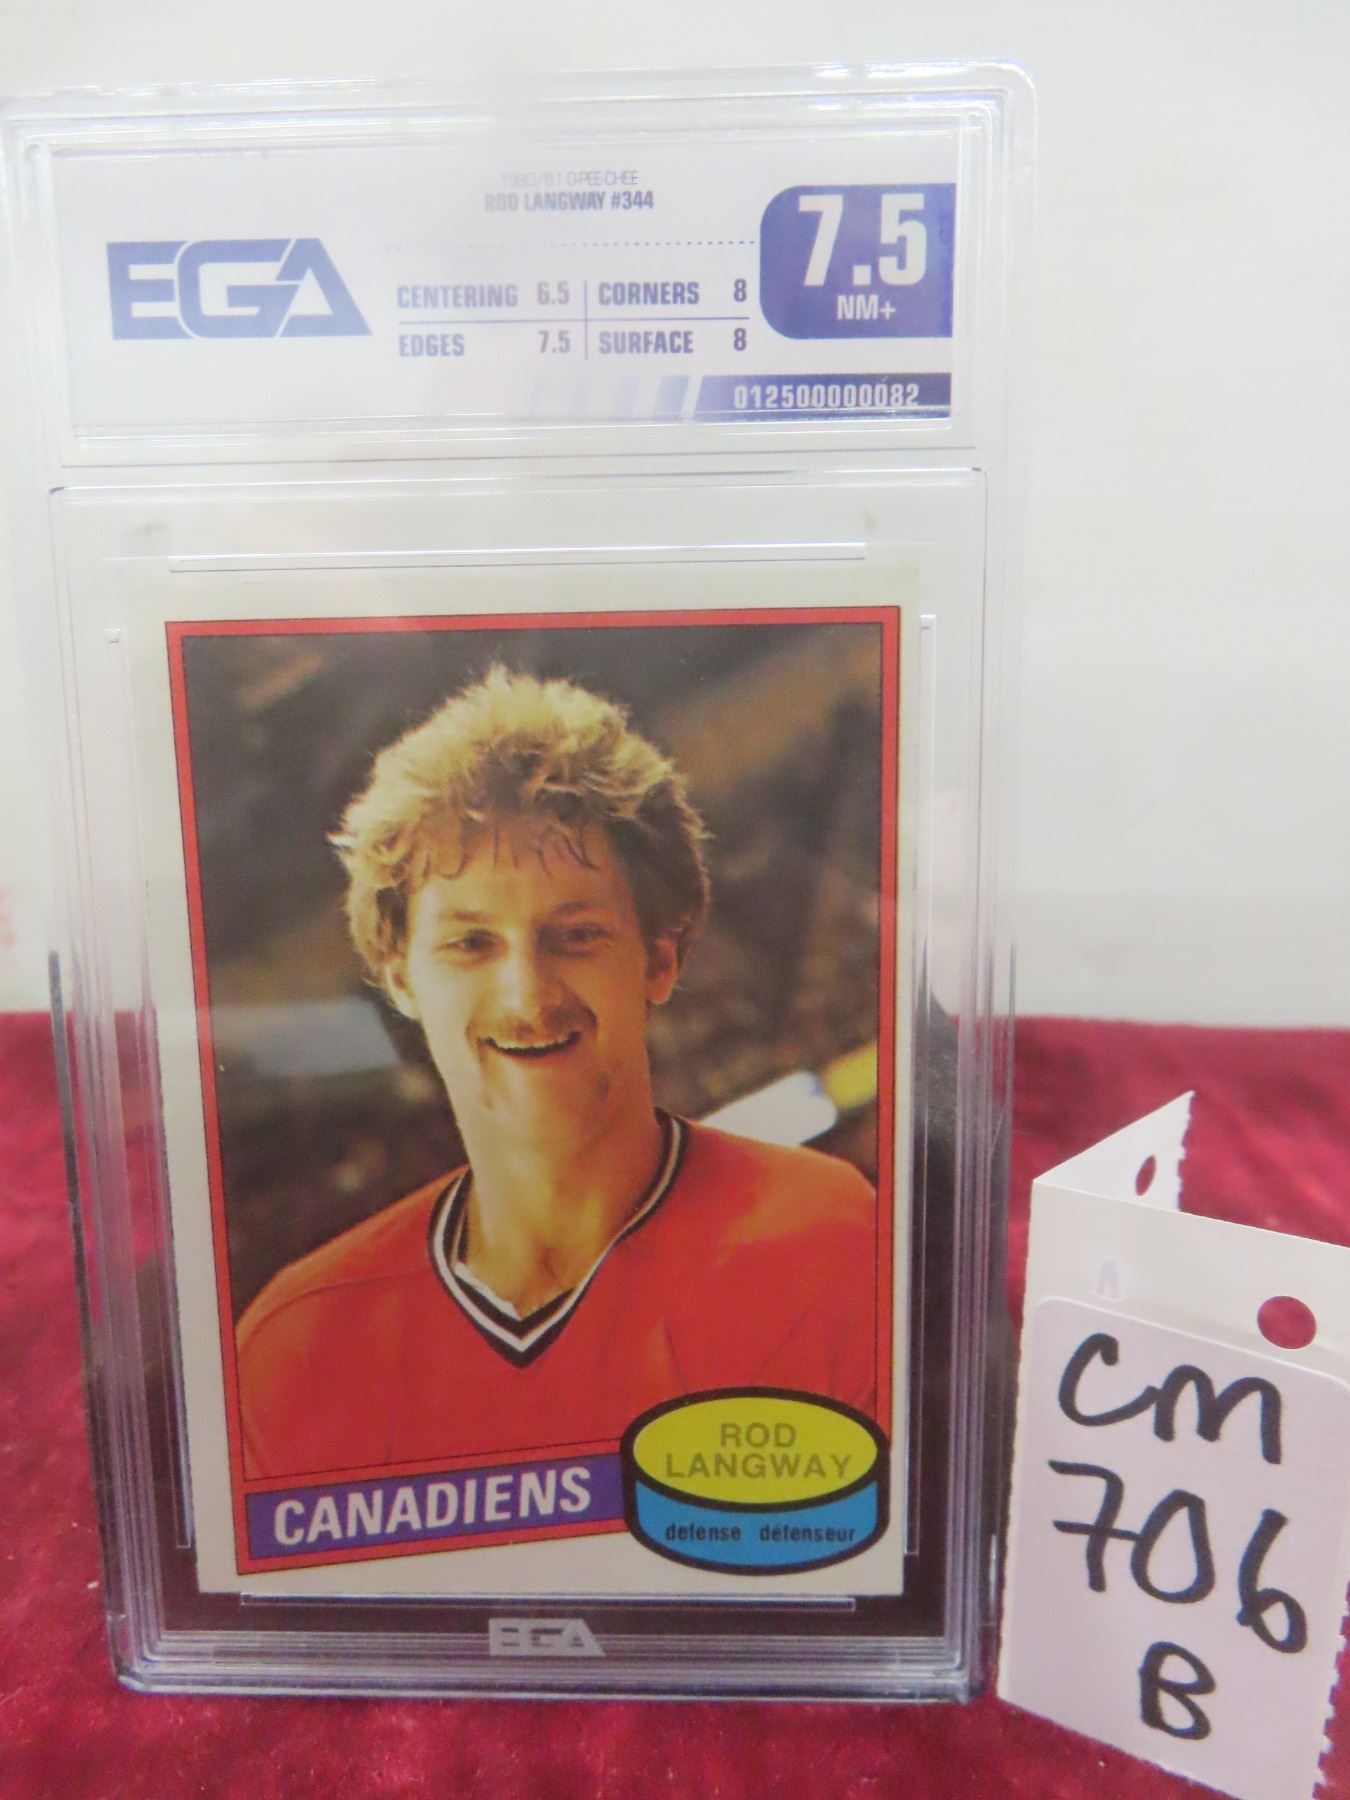 1980/81 O-PEE-CHEE
ROD LANGWAY #344
EGA
CENTERING 6.5 CORNERS 8
EDGES 7.5 SURFACE 8
7.5
NM+
012500000082
ROD
LANGWAY
CANADIENS
defense défenseur
EGA
CM
706
B